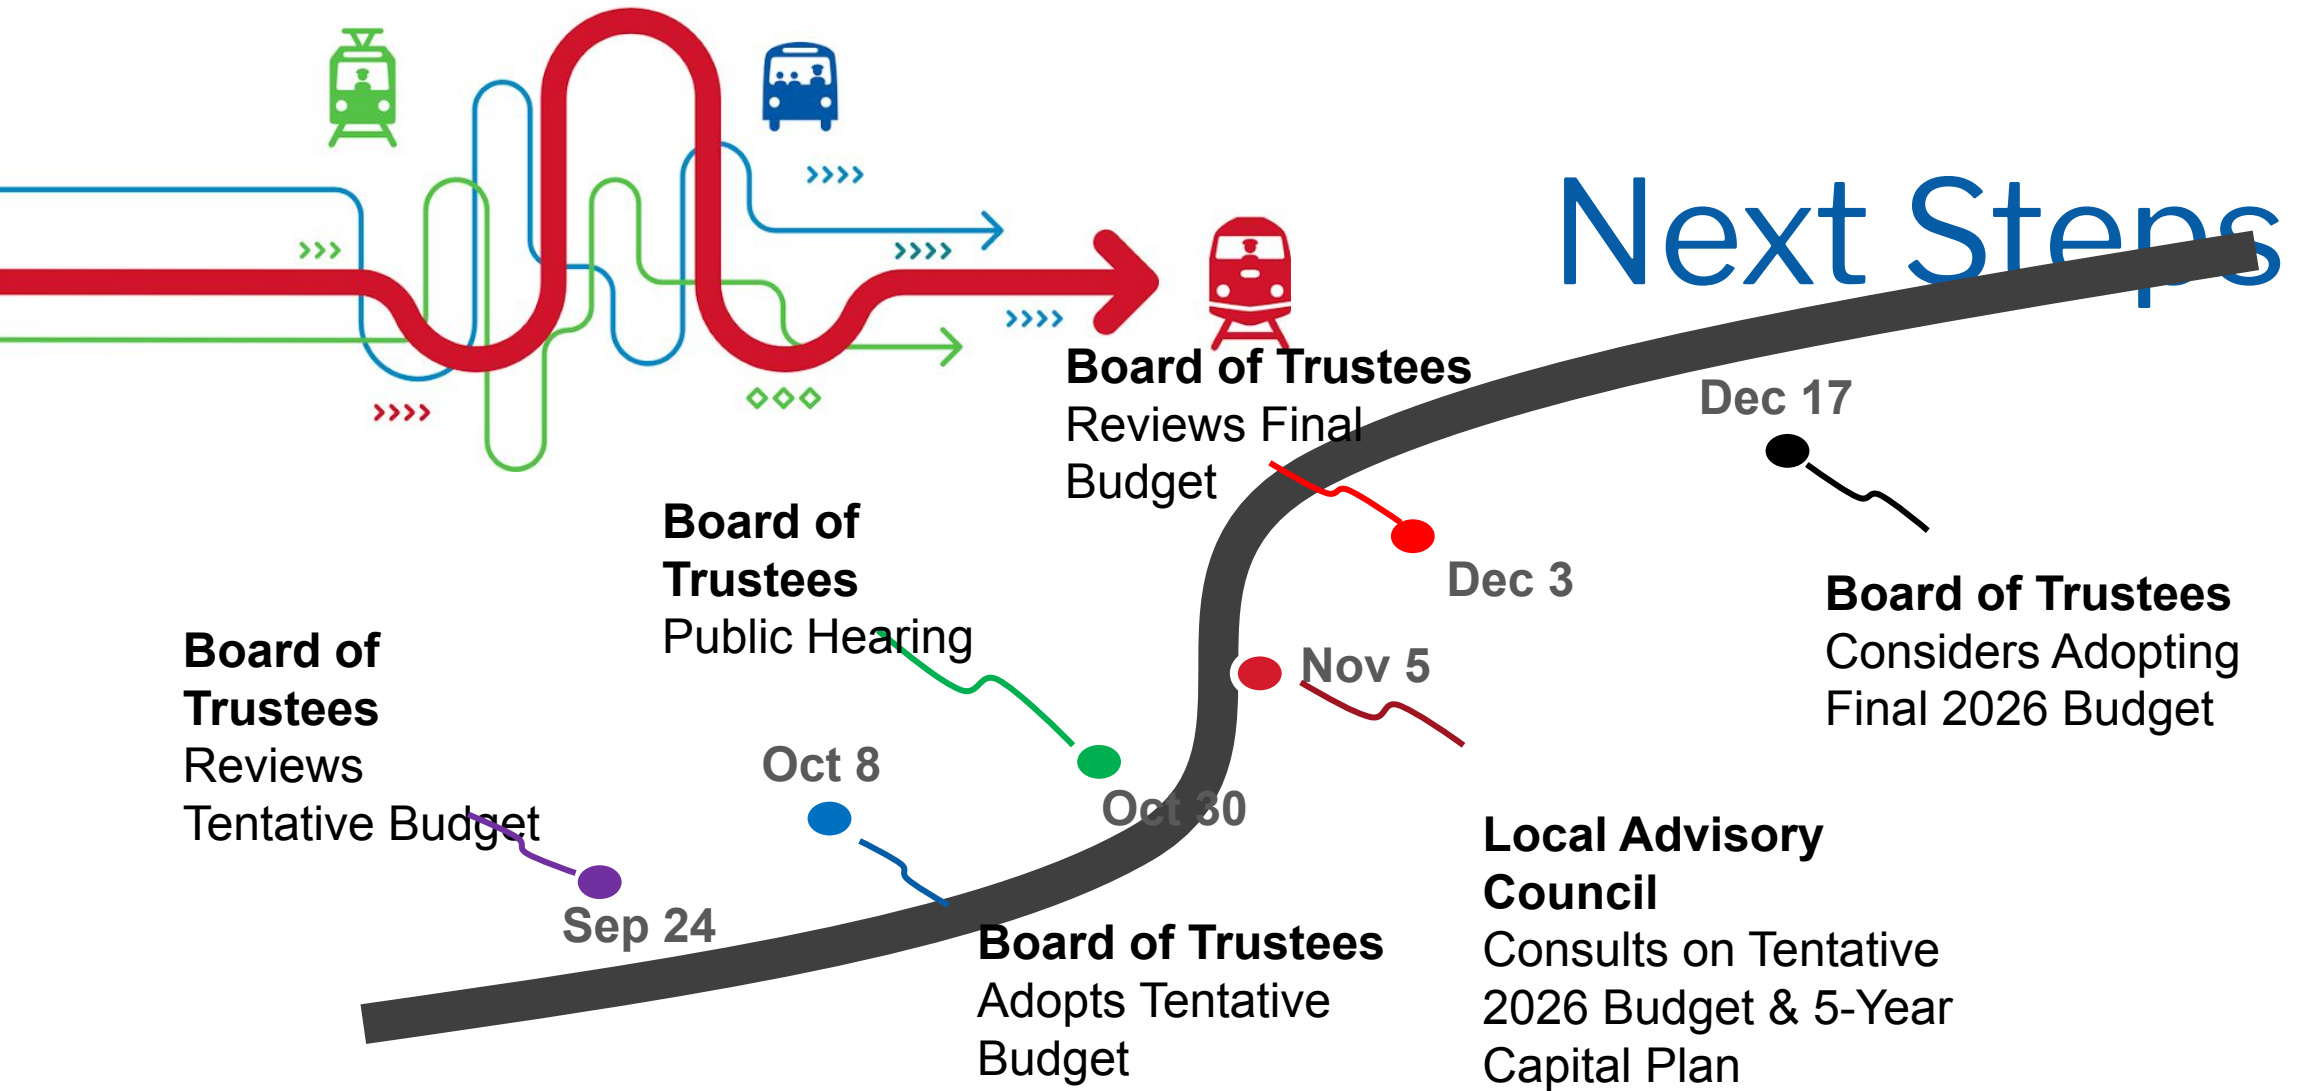 Next Steps
Board of
Trustees
Reviews
Tentative Budget
Sep 24
Oct 8
Board of Trustees
Adopts Tentative
Budget
Board of
Trustees
Public Hearing
Oct 30
Nov 5
Local Advisory
Council
Consults on Tentative
2026 Budget & 5-Year
Capital Plan
Board of Trustees
Reviews Final
Budget
Dec 3
Dec 17
Board of Trustees
Considers Adopting
Final 2026 Budget